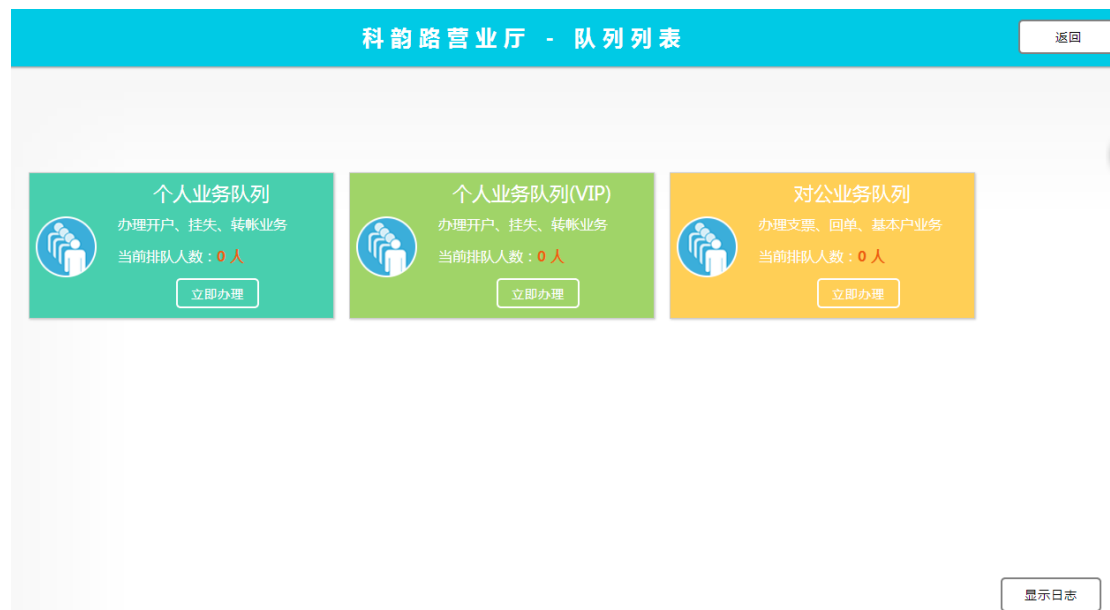 科韵路营业厅 - 队列列表
返回
个人业务队列
办理开户、挂失、转帐业务
当前排队人数：0 人
立即办理
个人业务队列(VIP)
办理开户、挂失、转帐业务
当前排队人数：0 人
立即办理
对公业务队列
办理支票、回单、基本户业务
当前排队人数：0 人
立即办理
显示日志